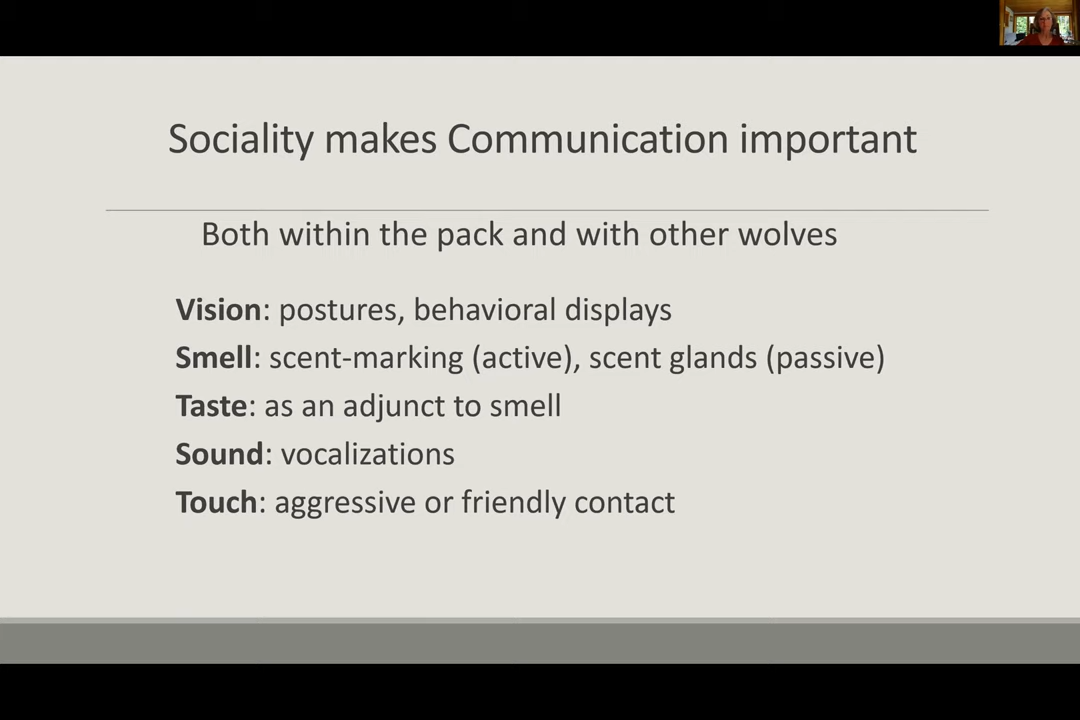 Sociality makes Communication important
Both within the pack and with other wolves
Vision: postures, behavioral displays
Smell: scent-marking (active), scent glands (passive)
Taste: as an adjunct to smell
Sound: vocalizations
Touch: aggressive or friendly contact